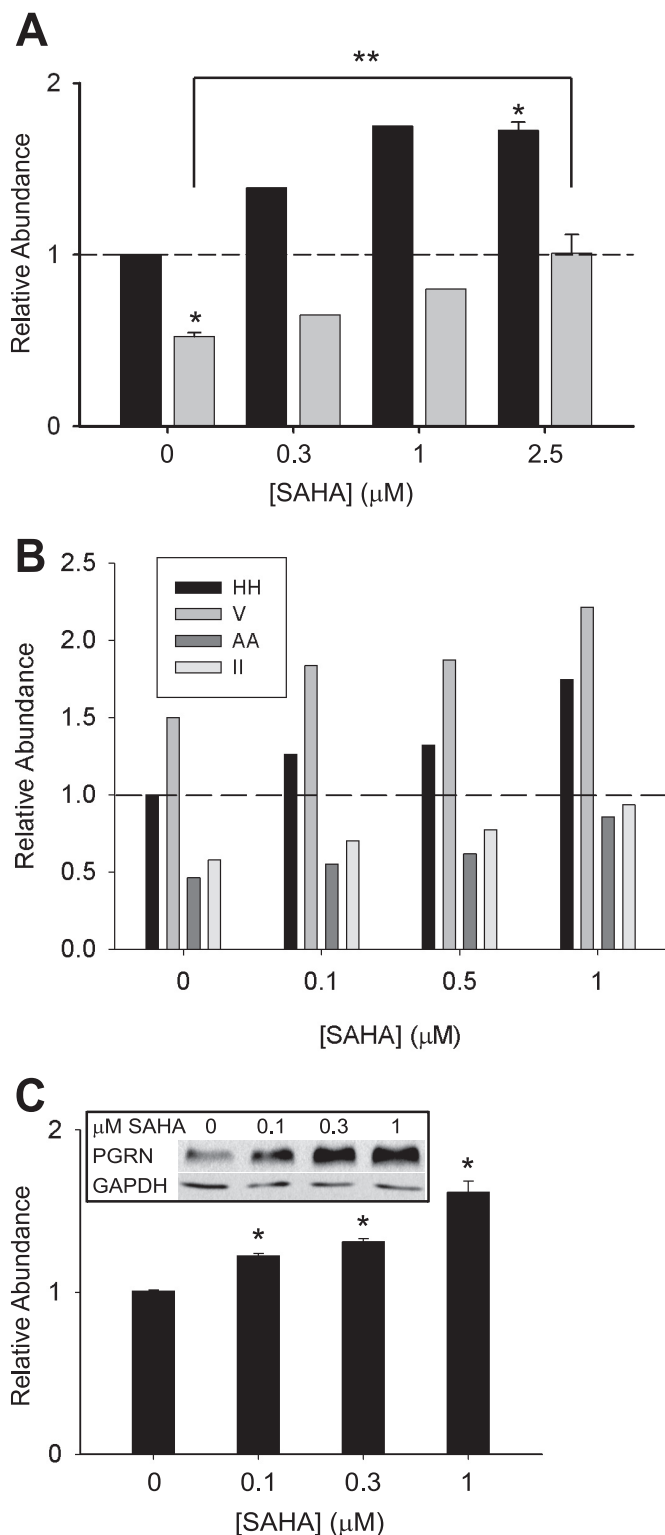 A
**
2
*
Relative Abundance
1
*
0
0 0.3 1 2.5
[SAHA] (μM)
B
2.5
HH
V
2.0
AA
II
1.5
Relative Abundance
1.0
0.5
0.0
0 0.1 0.5 1
[SAHA] (μM)
C
2
μM SAHA 0 0.1 0.3 1
PGRN
GAPDH
*
*
*
Relative Abundance
1
0
0 0.1 0.3 1
[SAHA] (μM)